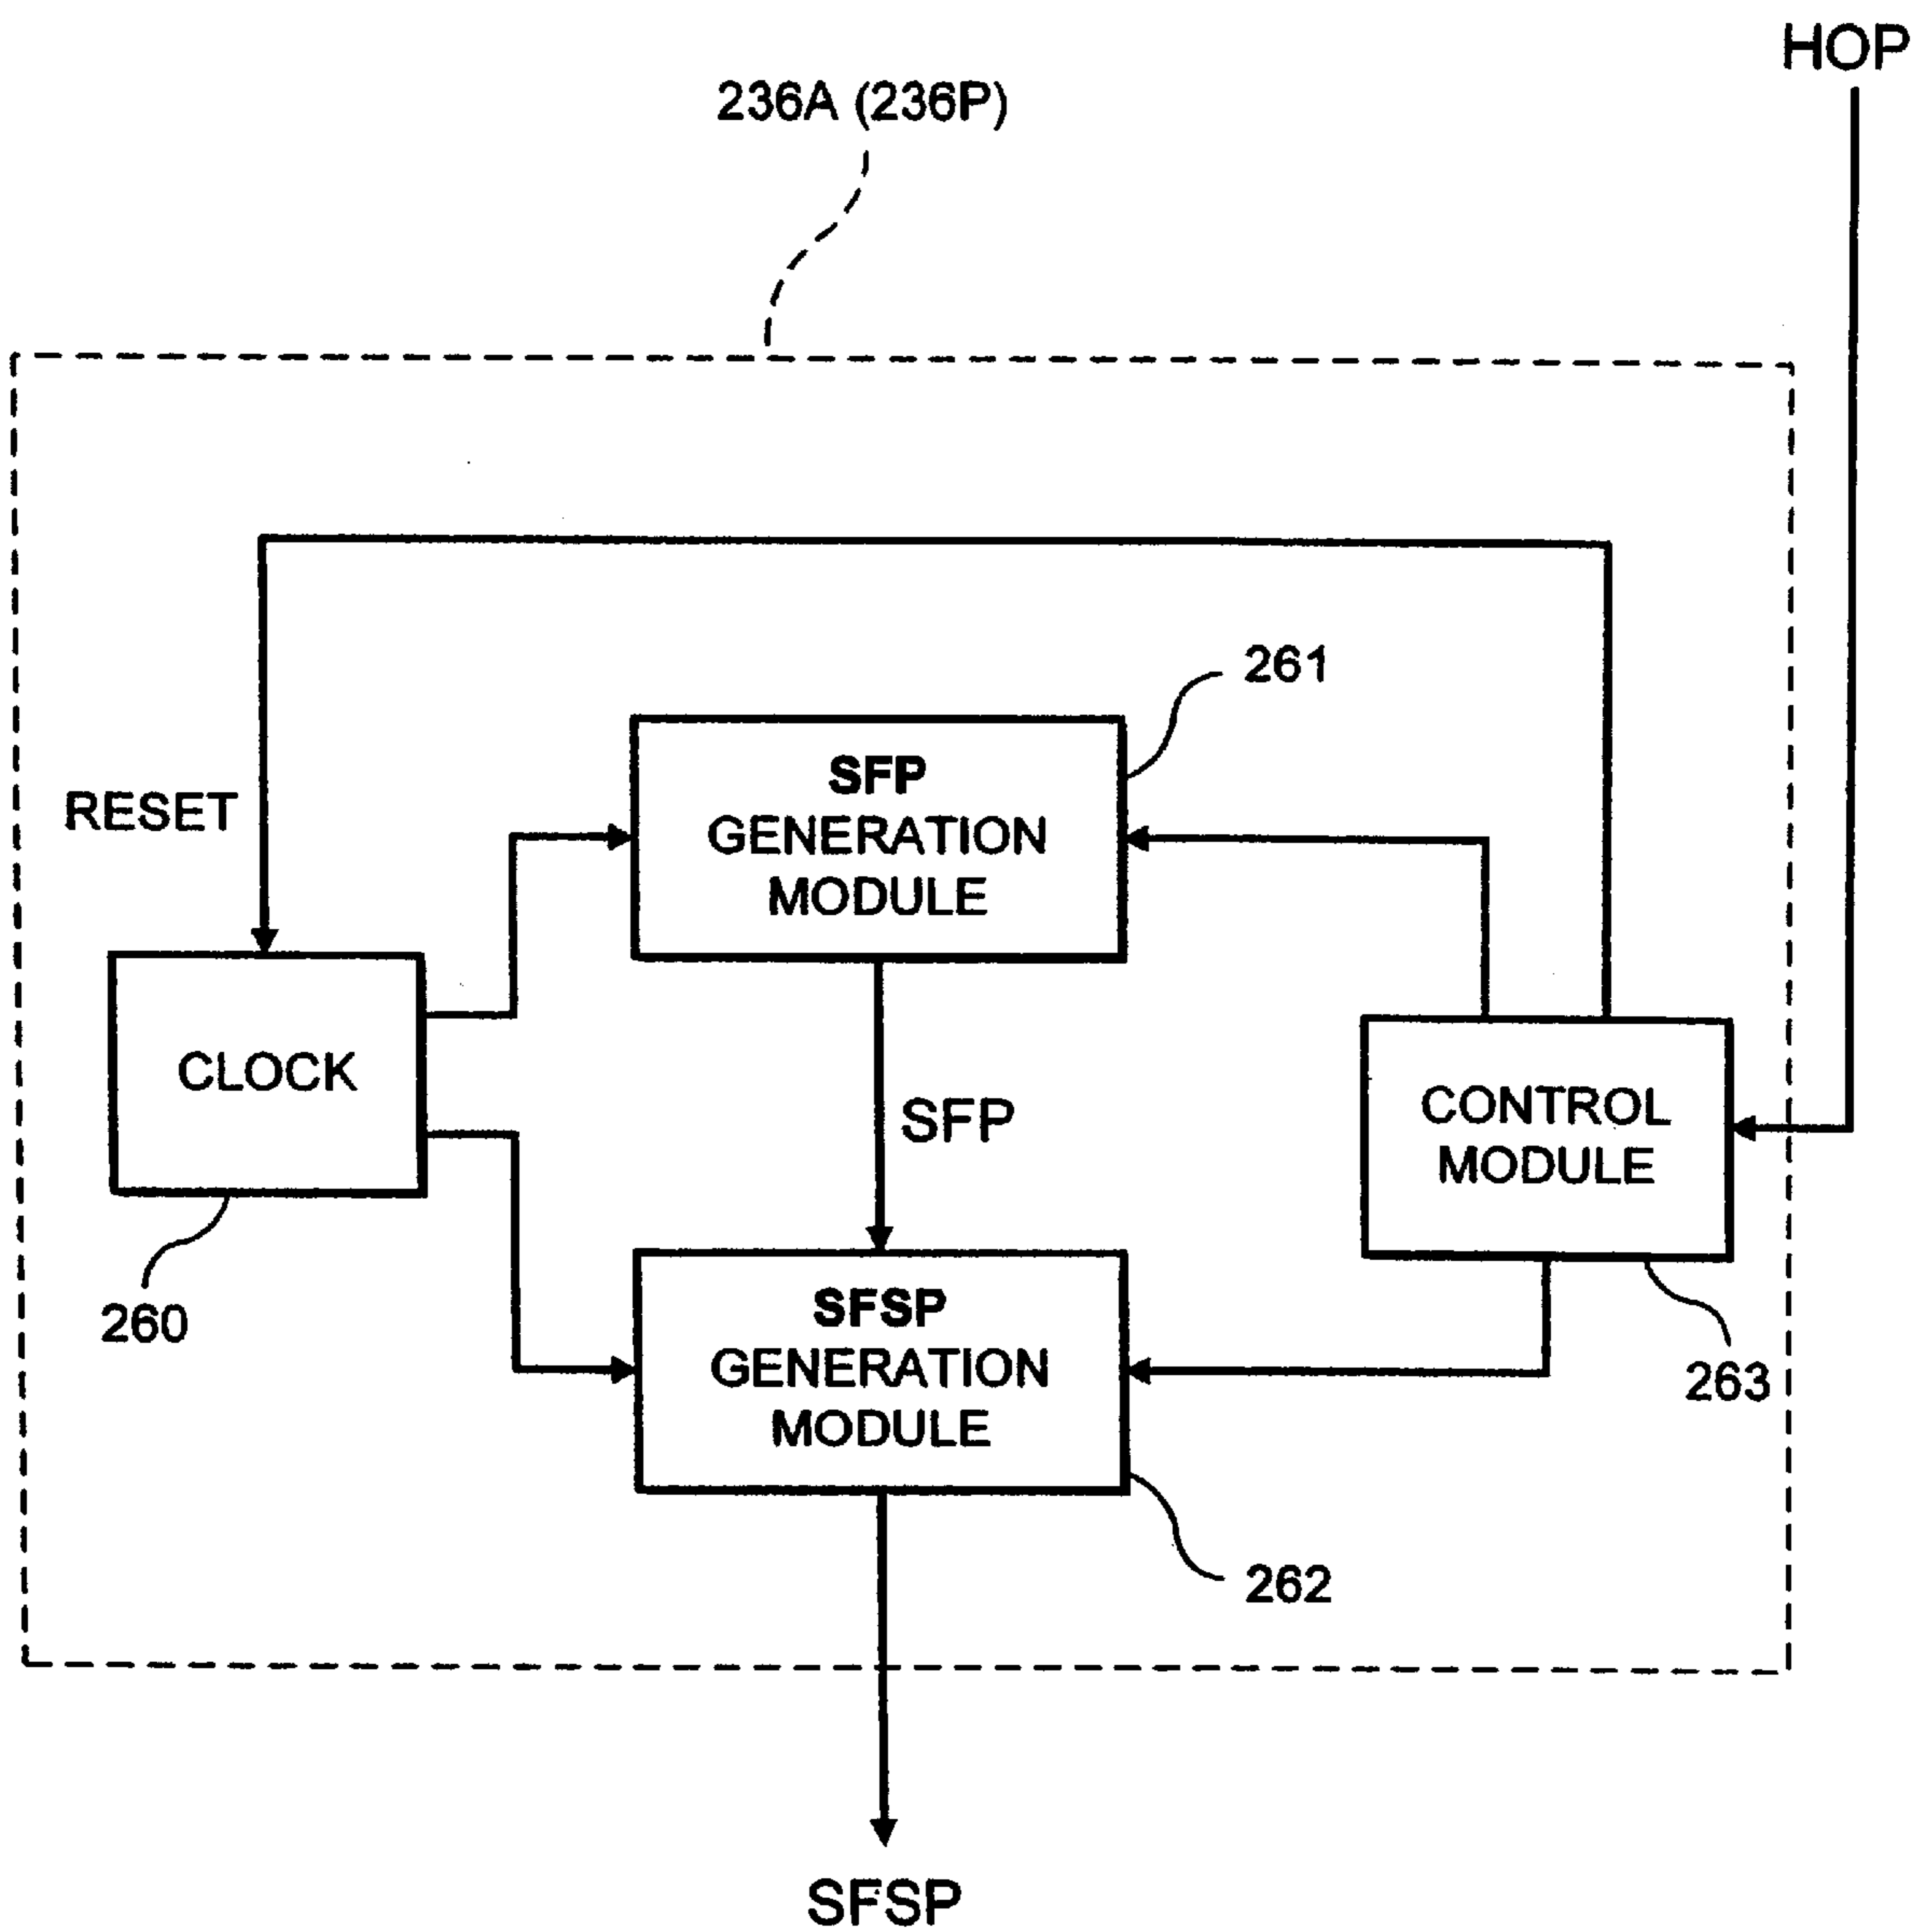 HOP
236A (236P)
261
SFP
GENERATION
MODULE
RESET
CLOCK
SFP
CONTROL
MODULE
260
SFSP
GENERATION
MODULE
263
262
SFSP